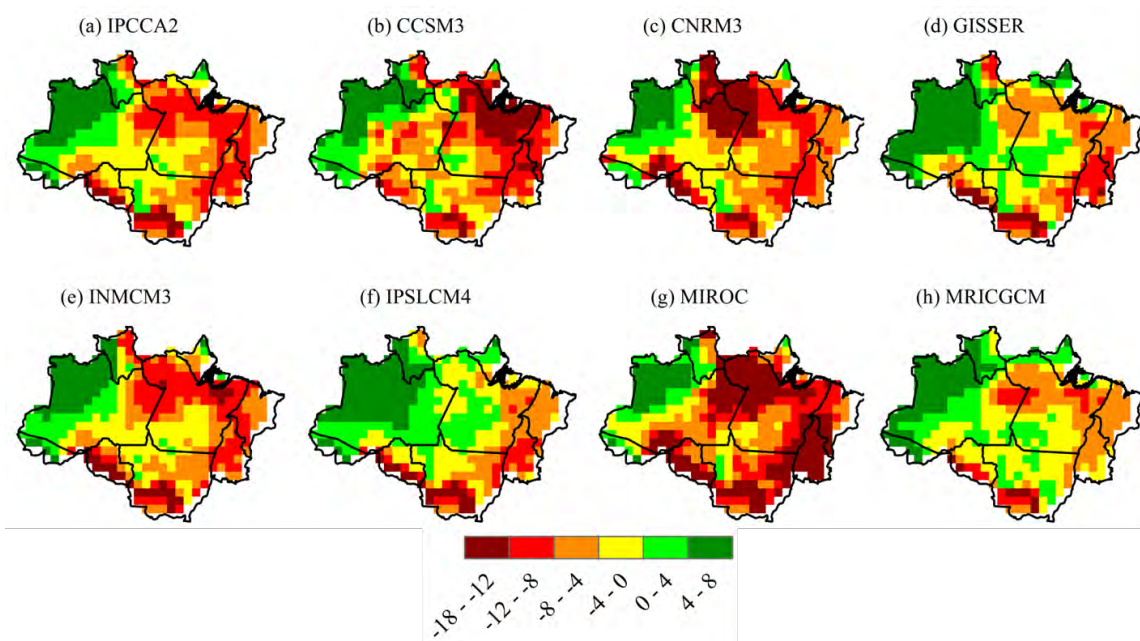 (a) IPCCA2 (b) CCSM3 (c) CNRM3 (d) GISSER
(e) INMCM3 (f) IPSLCM4 (g) MIROC (h) MRICGCM
-18 - -12 -12 - -8 -8 - -4 -4 - 0 0 - 4 4 - 8